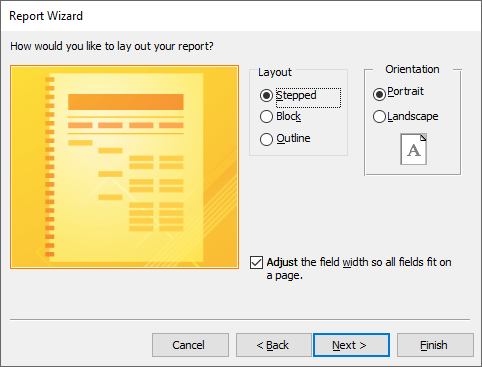 Report Wizard
How would you like to lay out your report?
Layout
Stepped
Block
Outline
Orientation
Portrait
Landscape
A
Adjust the field width so all fields fit on
a page.
Cancel
< Back
Next >
Finish